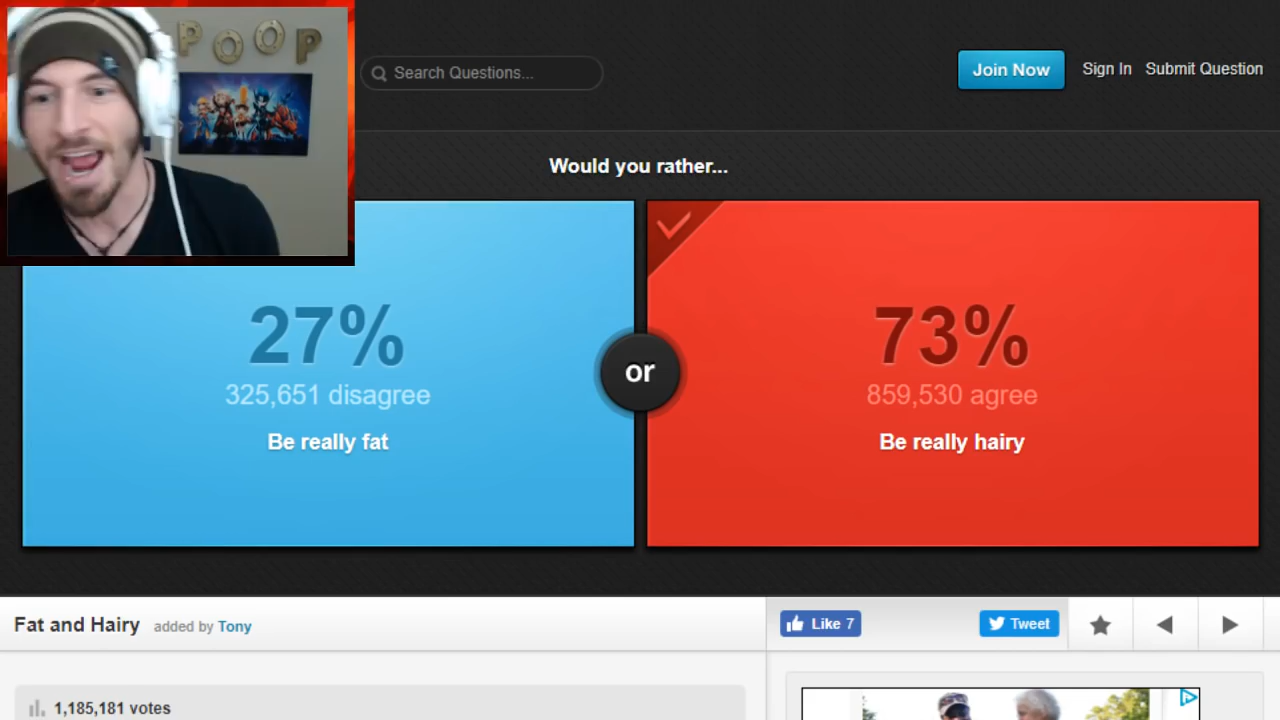 POOP
Search Questions...
Join Now
Sign In
Submit Question
Would you rather...
27%
325,651 disagree
Be really fat
or
73%
859,530 agree
Be really hairy
Fat and Hairy added by Tony
Like 7
Tweet
1,185,181 votes